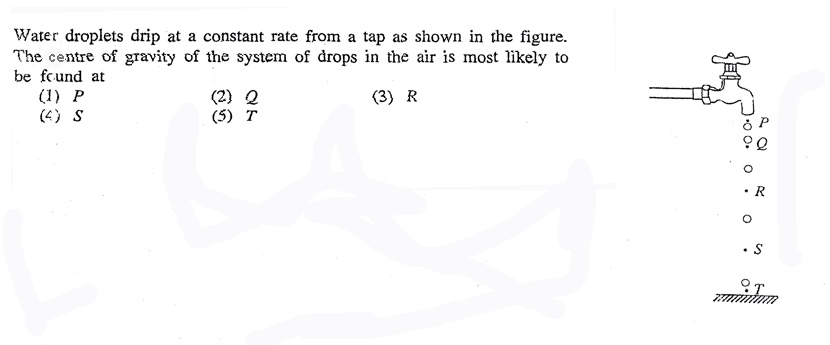 Water droplets drip at a constant rate from a tap as shown in the figure.
The centre of gravity of the system of drops in the air is most likely to
be found at
(1) P (2) Q (3) R
(4) S (5) T
P
Q
R
S
T